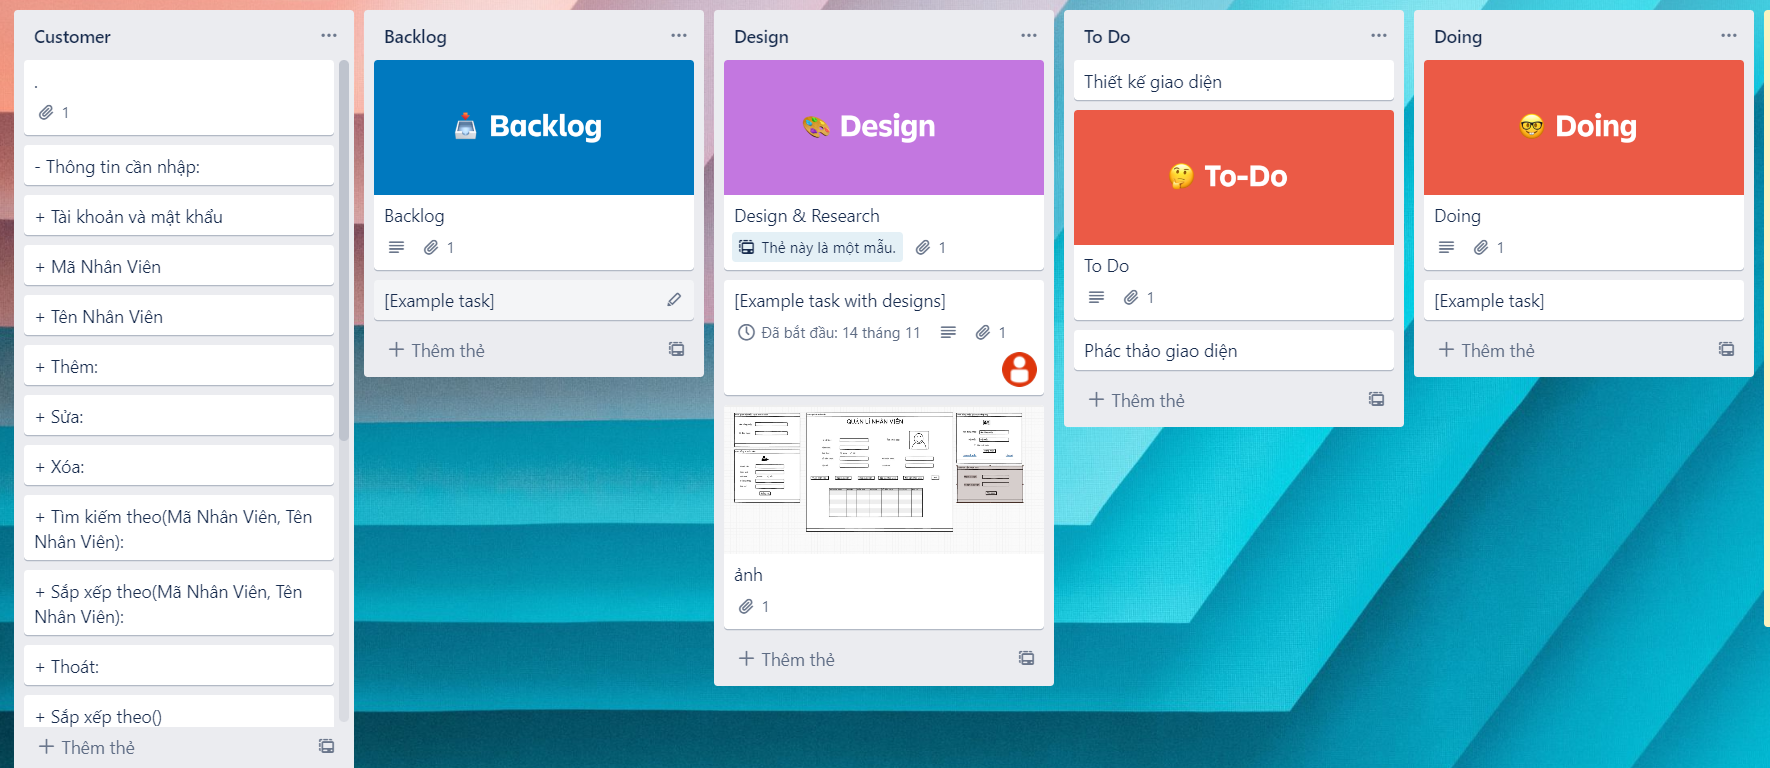 Customer
.
1
- Thông tin cần nhập:
+ Tài khoản và mật khẩu
+ Mã Nhân Viên
+ Tên Nhân Viên
+ Thêm:
+ Sửa:
+ Xóa:
+ Tìm kiếm theo(Mã Nhân Viên, Tên
Nhân Viên):
+ Sắp xếp theo(Mã Nhân Viên, Tên
Nhân Viên):
+ Thoát:
+ Sắp xếp theo()
+ Thêm thẻ
Backlog
Backlog
Backlog
1
[Example task]
+ Thêm thẻ
Design
Design
Design & Research
Thẻ này là một mẫu.
1
[Example task with designs]
Đã bắt đầu: 14 tháng 11
1
QUẢN LÍ NHÂN VIÊN
ảnh
1
+ Thêm thẻ
To Do
Thiết kế giao diện
To-Do
To Do
1
Phác thảo giao diện
+ Thêm thẻ
Doing
Doing
Doing
1
[Example task]
+ Thêm thẻ